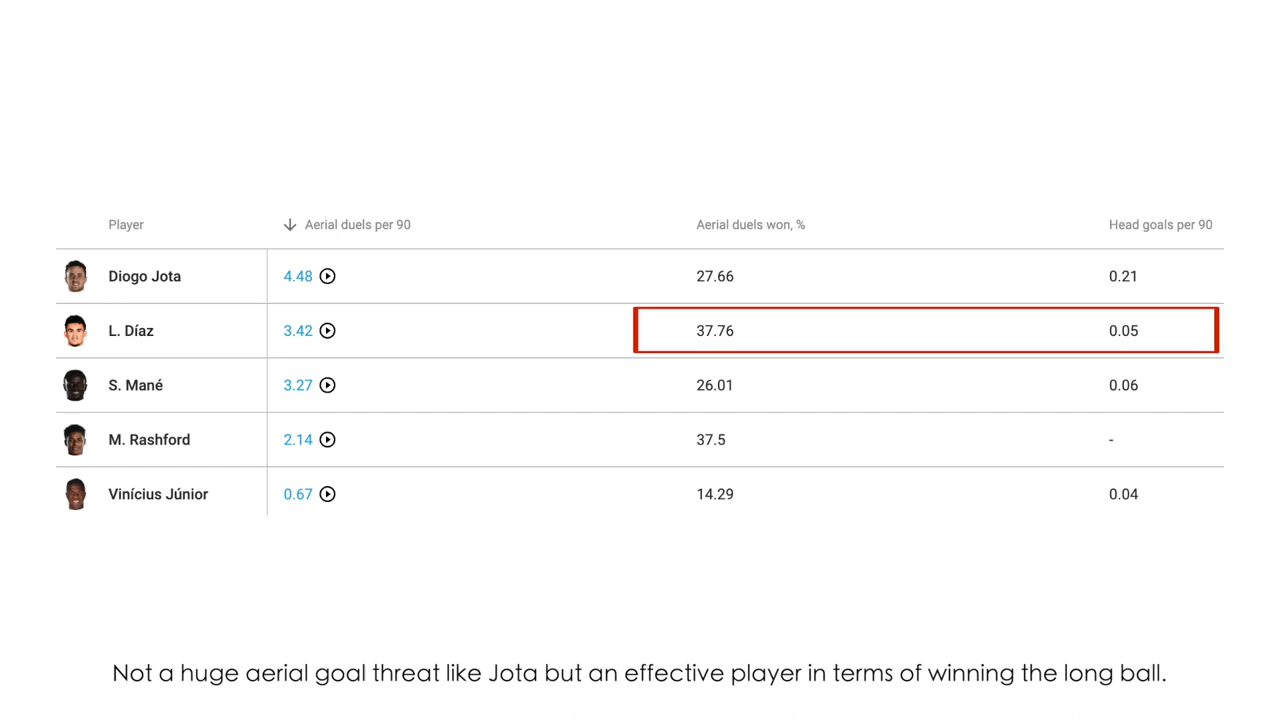 Player Aerial duels per 90 Aerial duels won, % Head goals per 90
Diogo Jota 4.48 27.66 0.21
L. Díaz 3.42 37.76 0.05
S. Mané 3.27 26.01 0.06
M. Rashford 2.14 37.5 -
Vinícius Júnior 0.67 14.29 0.04
Not a huge aerial goal threat like Jota but an effective player in terms of winning the long ball.